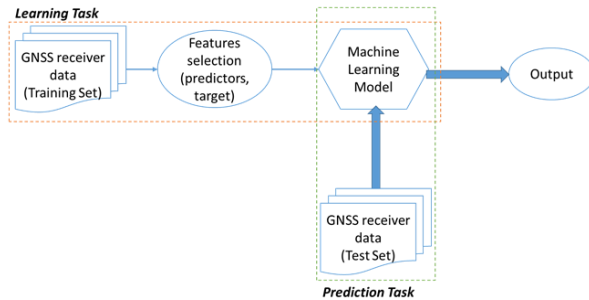 Learning Task
GNSS receiver
data
(Training Set)
Features
selection
(predictors,
target)
Machine
Learning
Model
Output
GNSS receiver
data
(Test Set)
Prediction Task